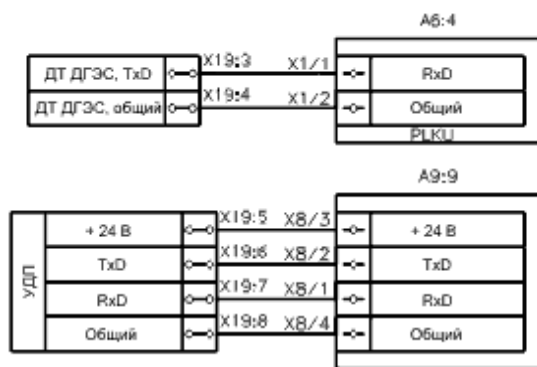 A6:4
ДТ ДГЭС, TxD X19:3 X1/1 RxD
ДТ ДГЭС, общий X19:4 X1/2 Общий
PLKU
A9:9
УДП
+ 24 В X19:5 X8/3 + 24 В
TxD X19:6 X8/2 TxD
RxD X19:7 X8/1 RxD
Общий X19:8 X8/4 Общий